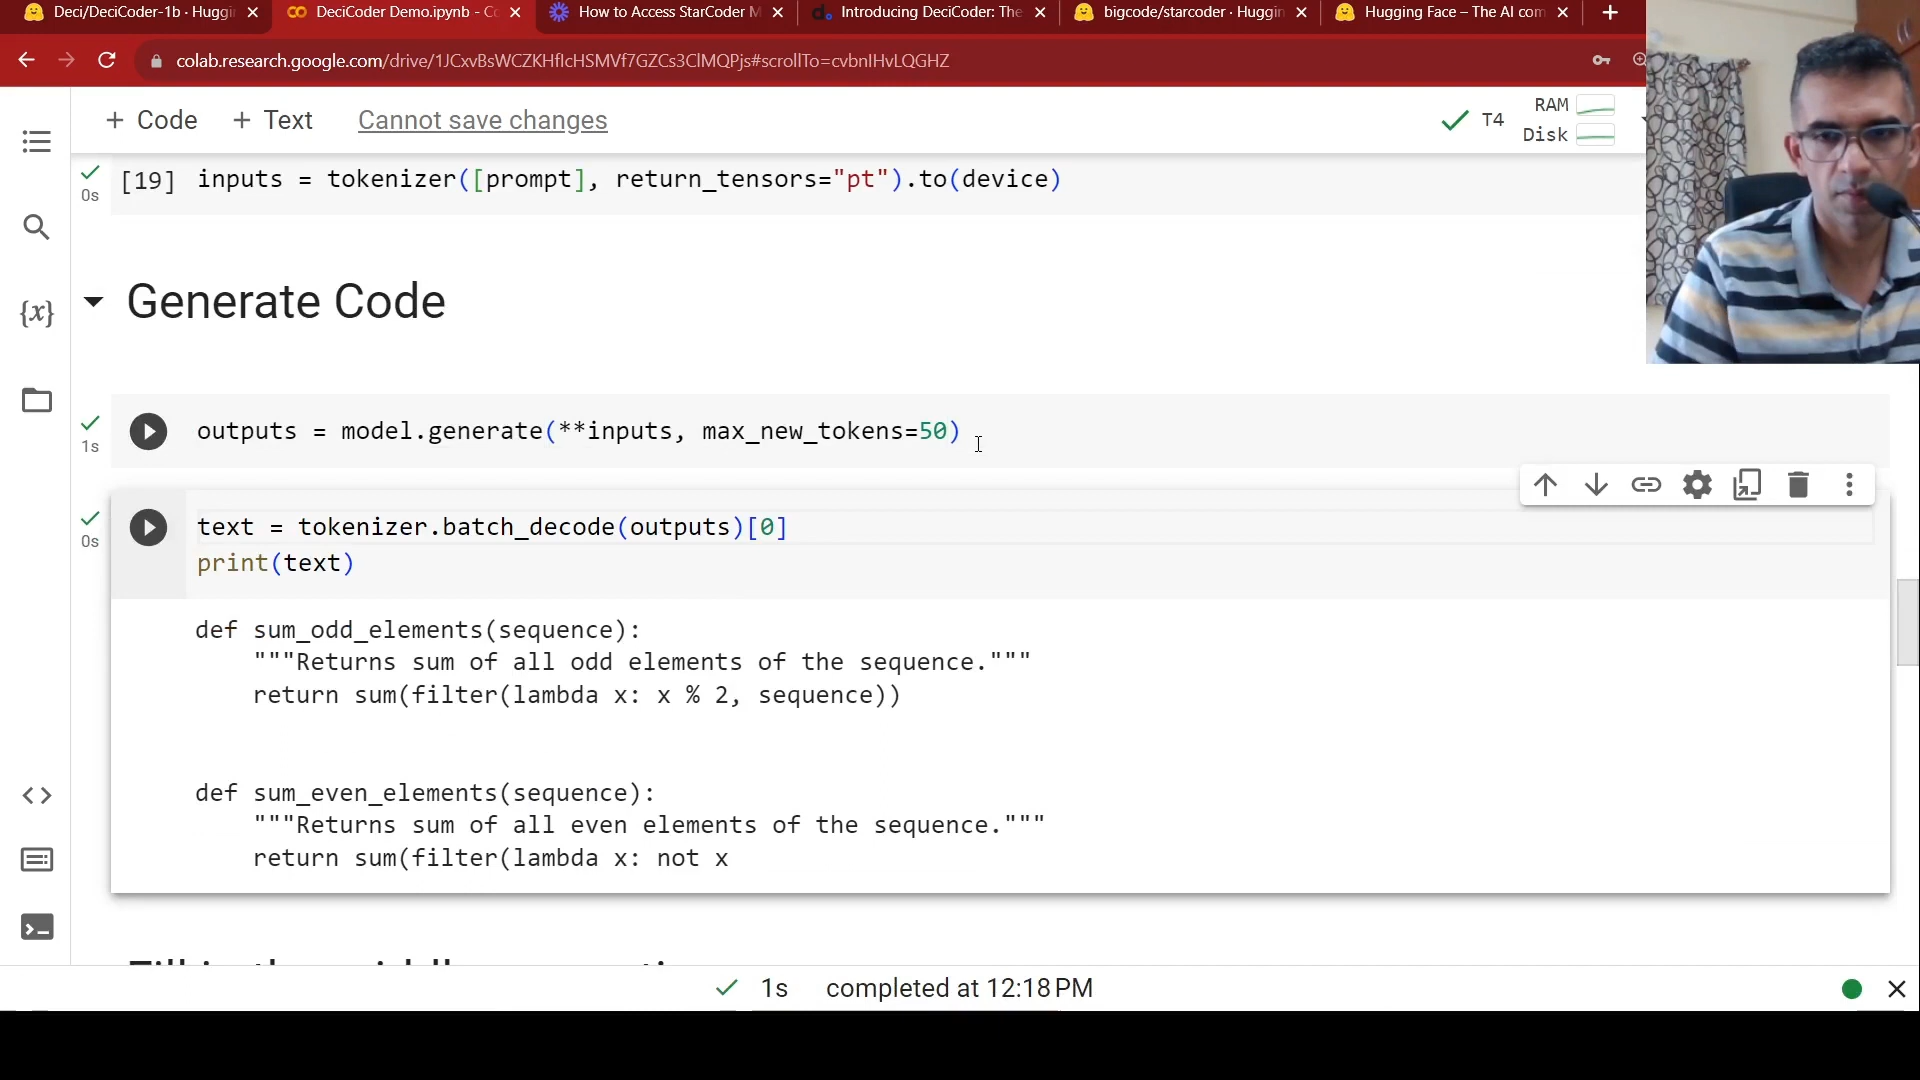 Deci/DeciCoder-1b · Huggi
DeciCoder Demo.ipynb - Co
How to Access StarCoder M
Introducing DeciCoder: The
bigcode/starcoder · Huggin
Hugging Face – The AI com
colab.research.google.com/drive/1JCxvBsWCZKHfIcHSMVf7GZCs3ClMQPjs#scrollTo=cvbnIHvLQGHZ
+ Code + Text Cannot save changes
T4 RAM
Disk
[19] inputs = tokenizer([prompt], return_tensors="pt").to(device)
0s
Generate Code
outputs = model.generate(**inputs, max_new_tokens=50)
1s
text = tokenizer.batch_decode(outputs)[0]
0s
print(text)
def sum_odd_elements(sequence):
"""Returns sum of all odd elements of the sequence."""
return sum(filter(lambda x: x % 2, sequence))
def sum_even_elements(sequence):
"""Returns sum of all even elements of the sequence."""
return sum(filter(lambda x: not x
1s completed at 12:18 PM